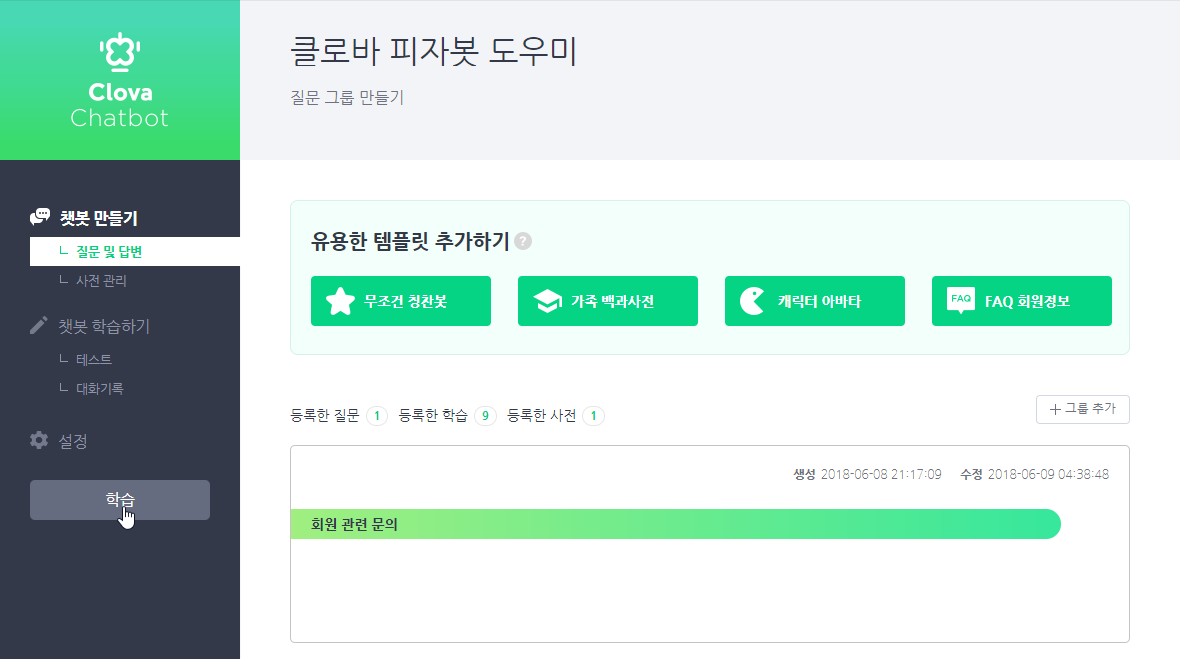 Clova
Chatbot
챗봇 만들기
질문 및 답변
사전 관리
챗봇 학습하기
테스트
대화기록
설정
학습
클로바 피자봇 도우미
질문 그룹 만들기
유용한 템플릿 추가하기 ?
무조건 칭찬봇
가족 백과사전
캐릭터 아바타
FAQ FAQ 회원정보
등록한 질문 1 등록한 학습 9 등록한 사전 1
+ 그룹 추가
생성 2018-06-08 21:17:09 수정 2018-06-09 04:38:48
회원 관련 문의